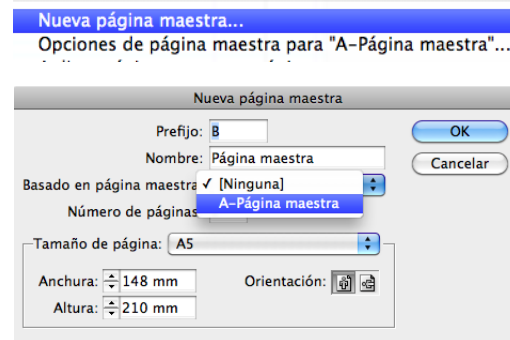 Nueva página maestra...
Opciones de página maestra para "A-Página maestra"...
Nueva página maestra
Prefijo: B
OK
Nombre: Página maestra
Cancelar
Basado en página maestra ✓ [Ninguna]
A-Página maestra
Número de páginas
Tamaño de página: A5
Anchura: 148 mm
Orientación:
Altura: 210 mm